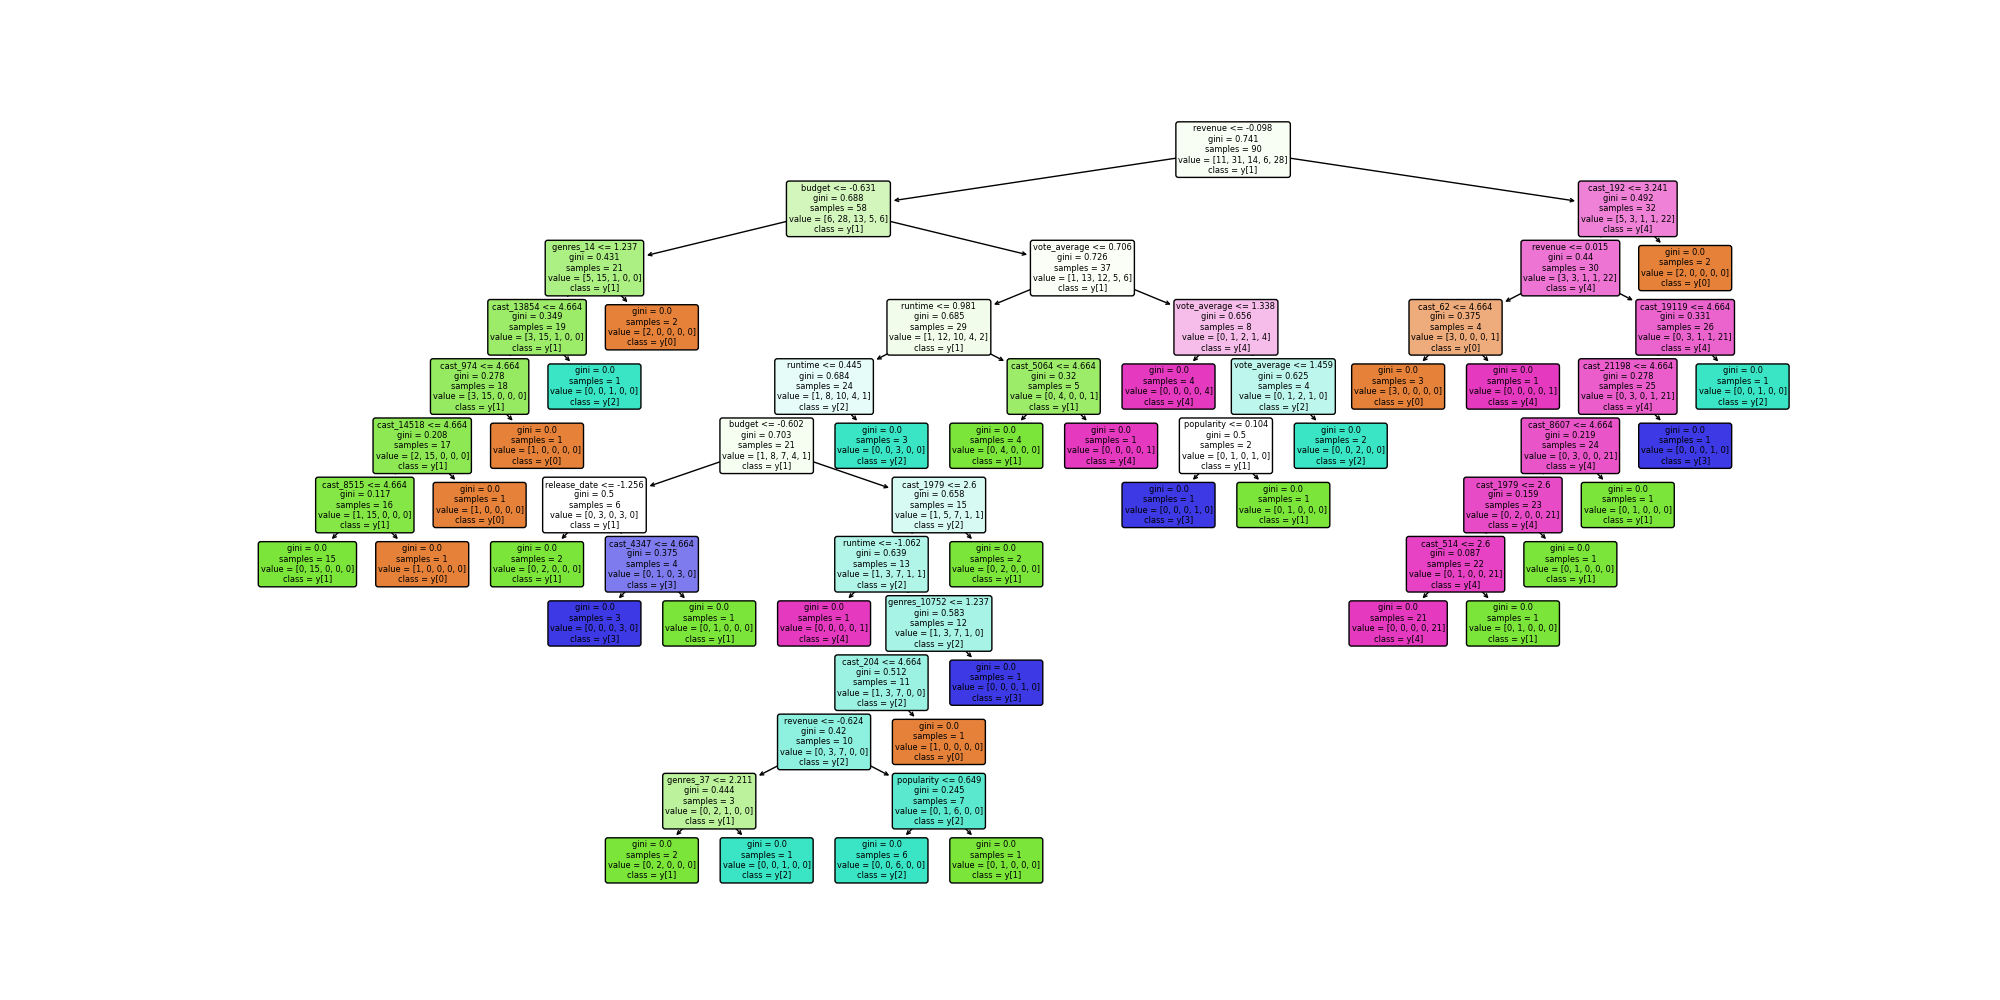 revenue <= -0.098
gini = 0.741
samples = 90
value = [11, 31, 14, 6, 28]
class = y[1]
budget <= -0.631
gini = 0.688
samples = 58
value = [6, 28, 13, 5, 6]
class = y[1]
cast_192 <= 3.241
gini = 0.492
samples = 32
value = [5, 3, 1, 1, 22]
class = y[4]
genres_14 <= 1.237
gini = 0.431
samples = 21
value = [5, 15, 1, 0, 0]
class = y[1]
vote_average <= 0.706
gini = 0.726
samples = 37
value = [1, 13, 12, 5, 6]
class = y[1]
revenue <= 0.015
gini = 0.44
samples = 30
value = [3, 3, 1, 1, 22]
class = y[4]
gini = 0.0
samples = 2
value = [2, 0, 0, 0, 0]
class = y[0]
cast_13854 <= 4.664
gini = 0.349
samples = 19
value = [3, 15, 1, 0, 0]
class = y[1]
gini = 0.0
samples = 2
value = [2, 0, 0, 0, 0]
class = y[0]
runtime <= 0.981
gini = 0.685
samples = 29
value = [1, 12, 10, 4, 2]
class = y[1]
vote_average <= 1.338
gini = 0.656
samples = 8
value = [0, 1, 2, 1, 4]
class = y[4]
cast_62 <= 4.664
gini = 0.375
samples = 4
value = [3, 0, 0, 0, 1]
class = y[0]
cast_19119 <= 4.664
gini = 0.331
samples = 26
value = [0, 3, 1, 1, 21]
class = y[4]
cast_974 <= 4.664
gini = 0.278
samples = 18
value = [3, 15, 0, 0, 0]
class = y[1]
gini = 0.0
samples = 1
value = [0, 0, 1, 0, 0]
class = y[2]
runtime <= 0.445
gini = 0.684
samples = 24
value = [1, 8, 10, 4, 1]
class = y[2]
cast_5064 <= 4.664
gini = 0.32
samples = 5
value = [0, 4, 0, 0, 1]
class = y[1]
gini = 0.0
samples = 4
value = [0, 0, 0, 0, 4]
class = y[4]
vote_average <= 1.459
gini = 0.625
samples = 4
value = [0, 1, 2, 1, 0]
class = y[2]
gini = 0.0
samples = 3
value = [3, 0, 0, 0, 0]
class = y[0]
gini = 0.0
samples = 1
value = [0, 0, 0, 0, 1]
class = y[4]
cast_21198 <= 4.664
gini = 0.278
samples = 25
value = [0, 3, 0, 1, 21]
class = y[4]
gini = 0.0
samples = 1
value = [0, 0, 1, 0, 0]
class = y[2]
cast_14518 <= 4.664
gini = 0.208
samples = 17
value = [2, 15, 0, 0, 0]
class = y[1]
gini = 0.0
samples = 1
value = [1, 0, 0, 0, 0]
class = y[0]
budget <= -0.602
gini = 0.703
samples = 21
value = [1, 8, 7, 4, 1]
class = y[1]
gini = 0.0
samples = 3
value = [0, 0, 3, 0, 0]
class = y[2]
gini = 0.0
samples = 4
value = [0, 4, 0, 0, 0]
class = y[1]
gini = 0.0
samples = 1
value = [0, 0, 0, 0, 1]
class = y[4]
popularity <= 0.104
gini = 0.5
samples = 2
value = [0, 1, 0, 1, 0]
class = y[1]
gini = 0.0
samples = 2
value = [0, 0, 2, 0, 0]
class = y[2]
cast_8607 <= 4.664
gini = 0.219
samples = 24
value = [0, 3, 0, 0, 21]
class = y[4]
gini = 0.0
samples = 1
value = [0, 0, 0, 1, 0]
class = y[3]
cast_8515 <= 4.664
gini = 0.117
samples = 16
value = [1, 15, 0, 0, 0]
class = y[1]
gini = 0.0
samples = 1
value = [1, 0, 0, 0, 0]
class = y[0]
release_date <= -1.256
gini = 0.5
samples = 6
value = [0, 3, 0, 3, 0]
class = y[1]
cast_1979 <= 2.6
gini = 0.658
samples = 15
value = [1, 5, 7, 1, 1]
class = y[2]
gini = 0.0
samples = 1
value = [0, 0, 0, 1, 0]
class = y[3]
gini = 0.0
samples = 1
value = [0, 1, 0, 0, 0]
class = y[1]
cast_1979 <= 2.6
gini = 0.159
samples = 23
value = [0, 2, 0, 0, 21]
class = y[4]
gini = 0.0
samples = 1
value = [0, 1, 0, 0, 0]
class = y[1]
gini = 0.0
samples = 15
value = [0, 15, 0, 0, 0]
class = y[1]
gini = 0.0
samples = 1
value = [1, 0, 0, 0, 0]
class = y[0]
gini = 0.0
samples = 2
value = [0, 2, 0, 0, 0]
class = y[1]
cast_4347 <= 4.664
gini = 0.375
samples = 4
value = [0, 1, 0, 3, 0]
class = y[3]
runtime <= -1.062
gini = 0.639
samples = 13
value = [1, 3, 7, 1, 1]
class = y[2]
gini = 0.0
samples = 2
value = [0, 2, 0, 0, 0]
class = y[1]
cast_514 <= 2.6
gini = 0.087
samples = 22
value = [0, 1, 0, 0, 21]
class = y[4]
gini = 0.0
samples = 1
value = [0, 1, 0, 0, 0]
class = y[1]
gini = 0.0
samples = 3
value = [0, 0, 0, 3, 0]
class = y[3]
gini = 0.0
samples = 1
value = [0, 1, 0, 0, 0]
class = y[1]
gini = 0.0
samples = 1
value = [0, 0, 0, 0, 1]
class = y[4]
genres_10752 <= 1.237
gini = 0.583
samples = 12
value = [1, 3, 7, 1, 0]
class = y[2]
gini = 0.0
samples = 21
value = [0, 0, 0, 0, 21]
class = y[4]
gini = 0.0
samples = 1
value = [0, 1, 0, 0, 0]
class = y[1]
cast_204 <= 4.664
gini = 0.512
samples = 11
value = [1, 3, 7, 0, 0]
class = y[2]
gini = 0.0
samples = 1
value = [0, 0, 0, 1, 0]
class = y[3]
revenue <= -0.624
gini = 0.42
samples = 10
value = [0, 3, 7, 0, 0]
class = y[2]
gini = 0.0
samples = 1
value = [1, 0, 0, 0, 0]
class = y[0]
genres_37 <= 2.211
gini = 0.444
samples = 3
value = [0, 2, 1, 0, 0]
class = y[1]
popularity <= 0.649
gini = 0.245
samples = 7
value = [0, 1, 6, 0, 0]
class = y[2]
gini = 0.0
samples = 2
value = [0, 2, 0, 0, 0]
class = y[1]
gini = 0.0
samples = 1
value = [0, 0, 1, 0, 0]
class = y[2]
gini = 0.0
samples = 6
value = [0, 0, 6, 0, 0]
class = y[2]
gini = 0.0
samples = 1
value = [0, 1, 0, 0, 0]
class = y[1]